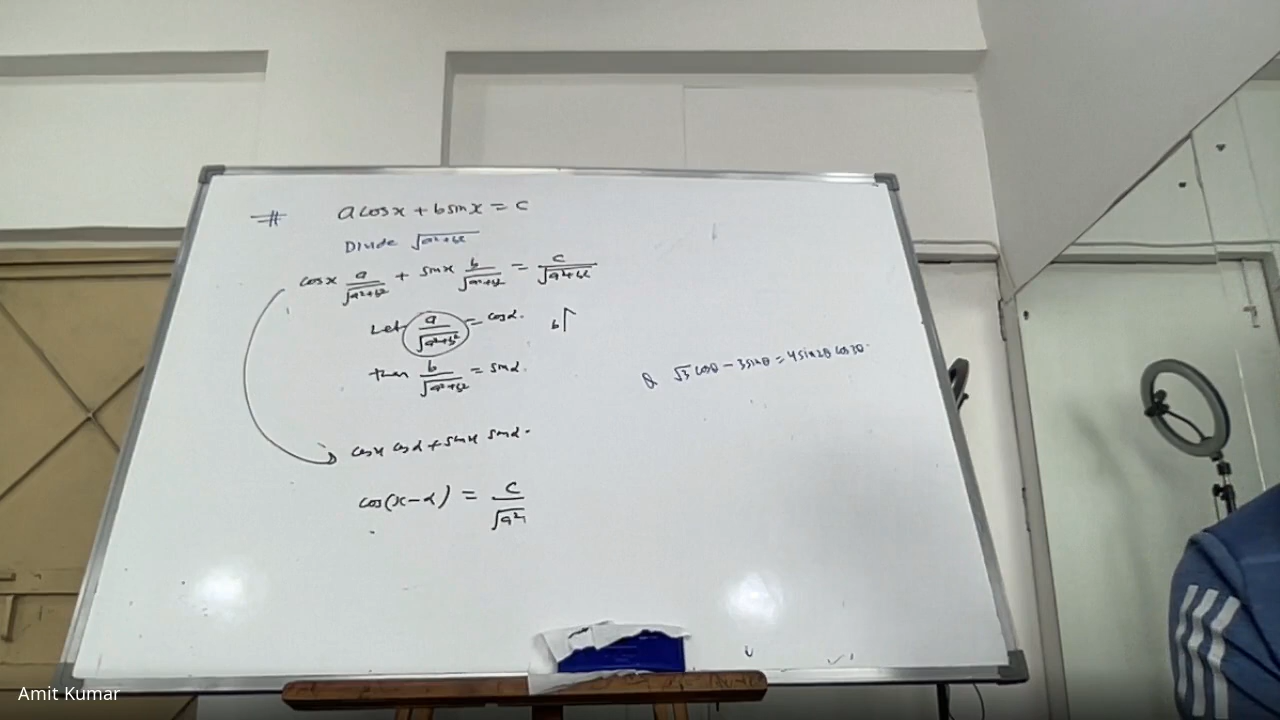 # a cos x + b sin x = c
Divide √a²+b²
cos x a/√a²+b² + sin x b/√a²+b² = c/√a²+b²
Let a/√a²+b² = cos α.
b
then b/√a²+b² = sin α.
Q √3 cos θ − 3 sin θ = 4 sin 2θ cos 3θ.
cos x cos α + sin x sin α.
cos(x−α) = c/√a²
Amit Kumar